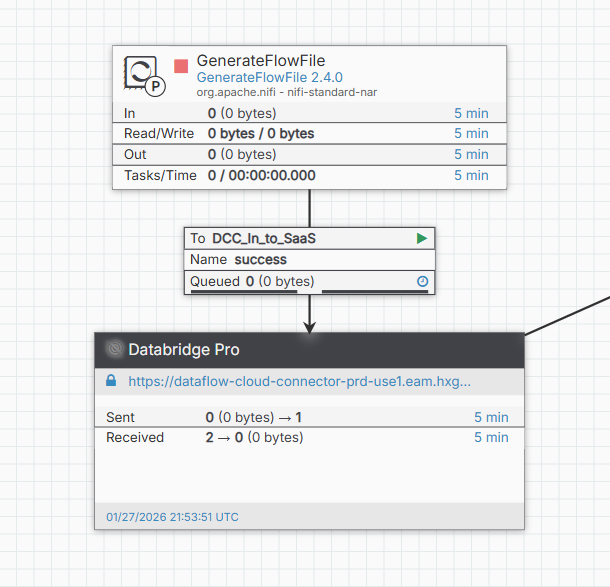 GenerateFlowFile
GenerateFlowFile 2.4.0
org.apache.nifi - nifi-standard-nar
P
In 0 (0 bytes) 5 min
Read/Write 0 bytes / 0 bytes 5 min
Out 0 (0 bytes) 5 min
Tasks/Time 0 / 00:00:00.000 5 min
To DCC_In_to_SaaS
Name success
Queued 0 (0 bytes)
Databridge Pro
https://dataflow-cloud-connector-prd-use1.eam.hxg...
Sent 0 (0 bytes) → 1 5 min
Received 2 → 0 (0 bytes) 5 min
01/27/2026 21:53:51 UTC